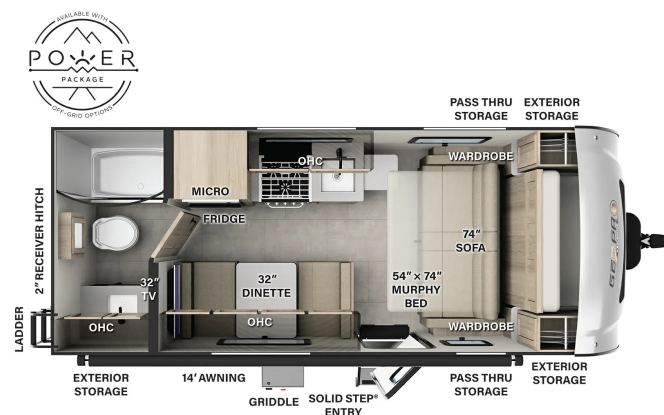 AVAILABLE WITH
POWER
PACKAGE
OFF-GRID OPTIONS
PASS THRU
STORAGE
EXTERIOR
STORAGE
2" RECEIVER HITCH
LADDER
MICRO
FRIDGE
OHC
WARDROBE
74"
SOFA
54" x 74"
MURPHY
BED
32"
TV
32"
DINETTE
OHC
OHC
WARDROBE
GEO PRO
EXTERIOR
STORAGE
14' AWNING
GRIDDLE
SOLID STEP®
ENTRY
PASS THRU
STORAGE
EXTERIOR
STORAGE